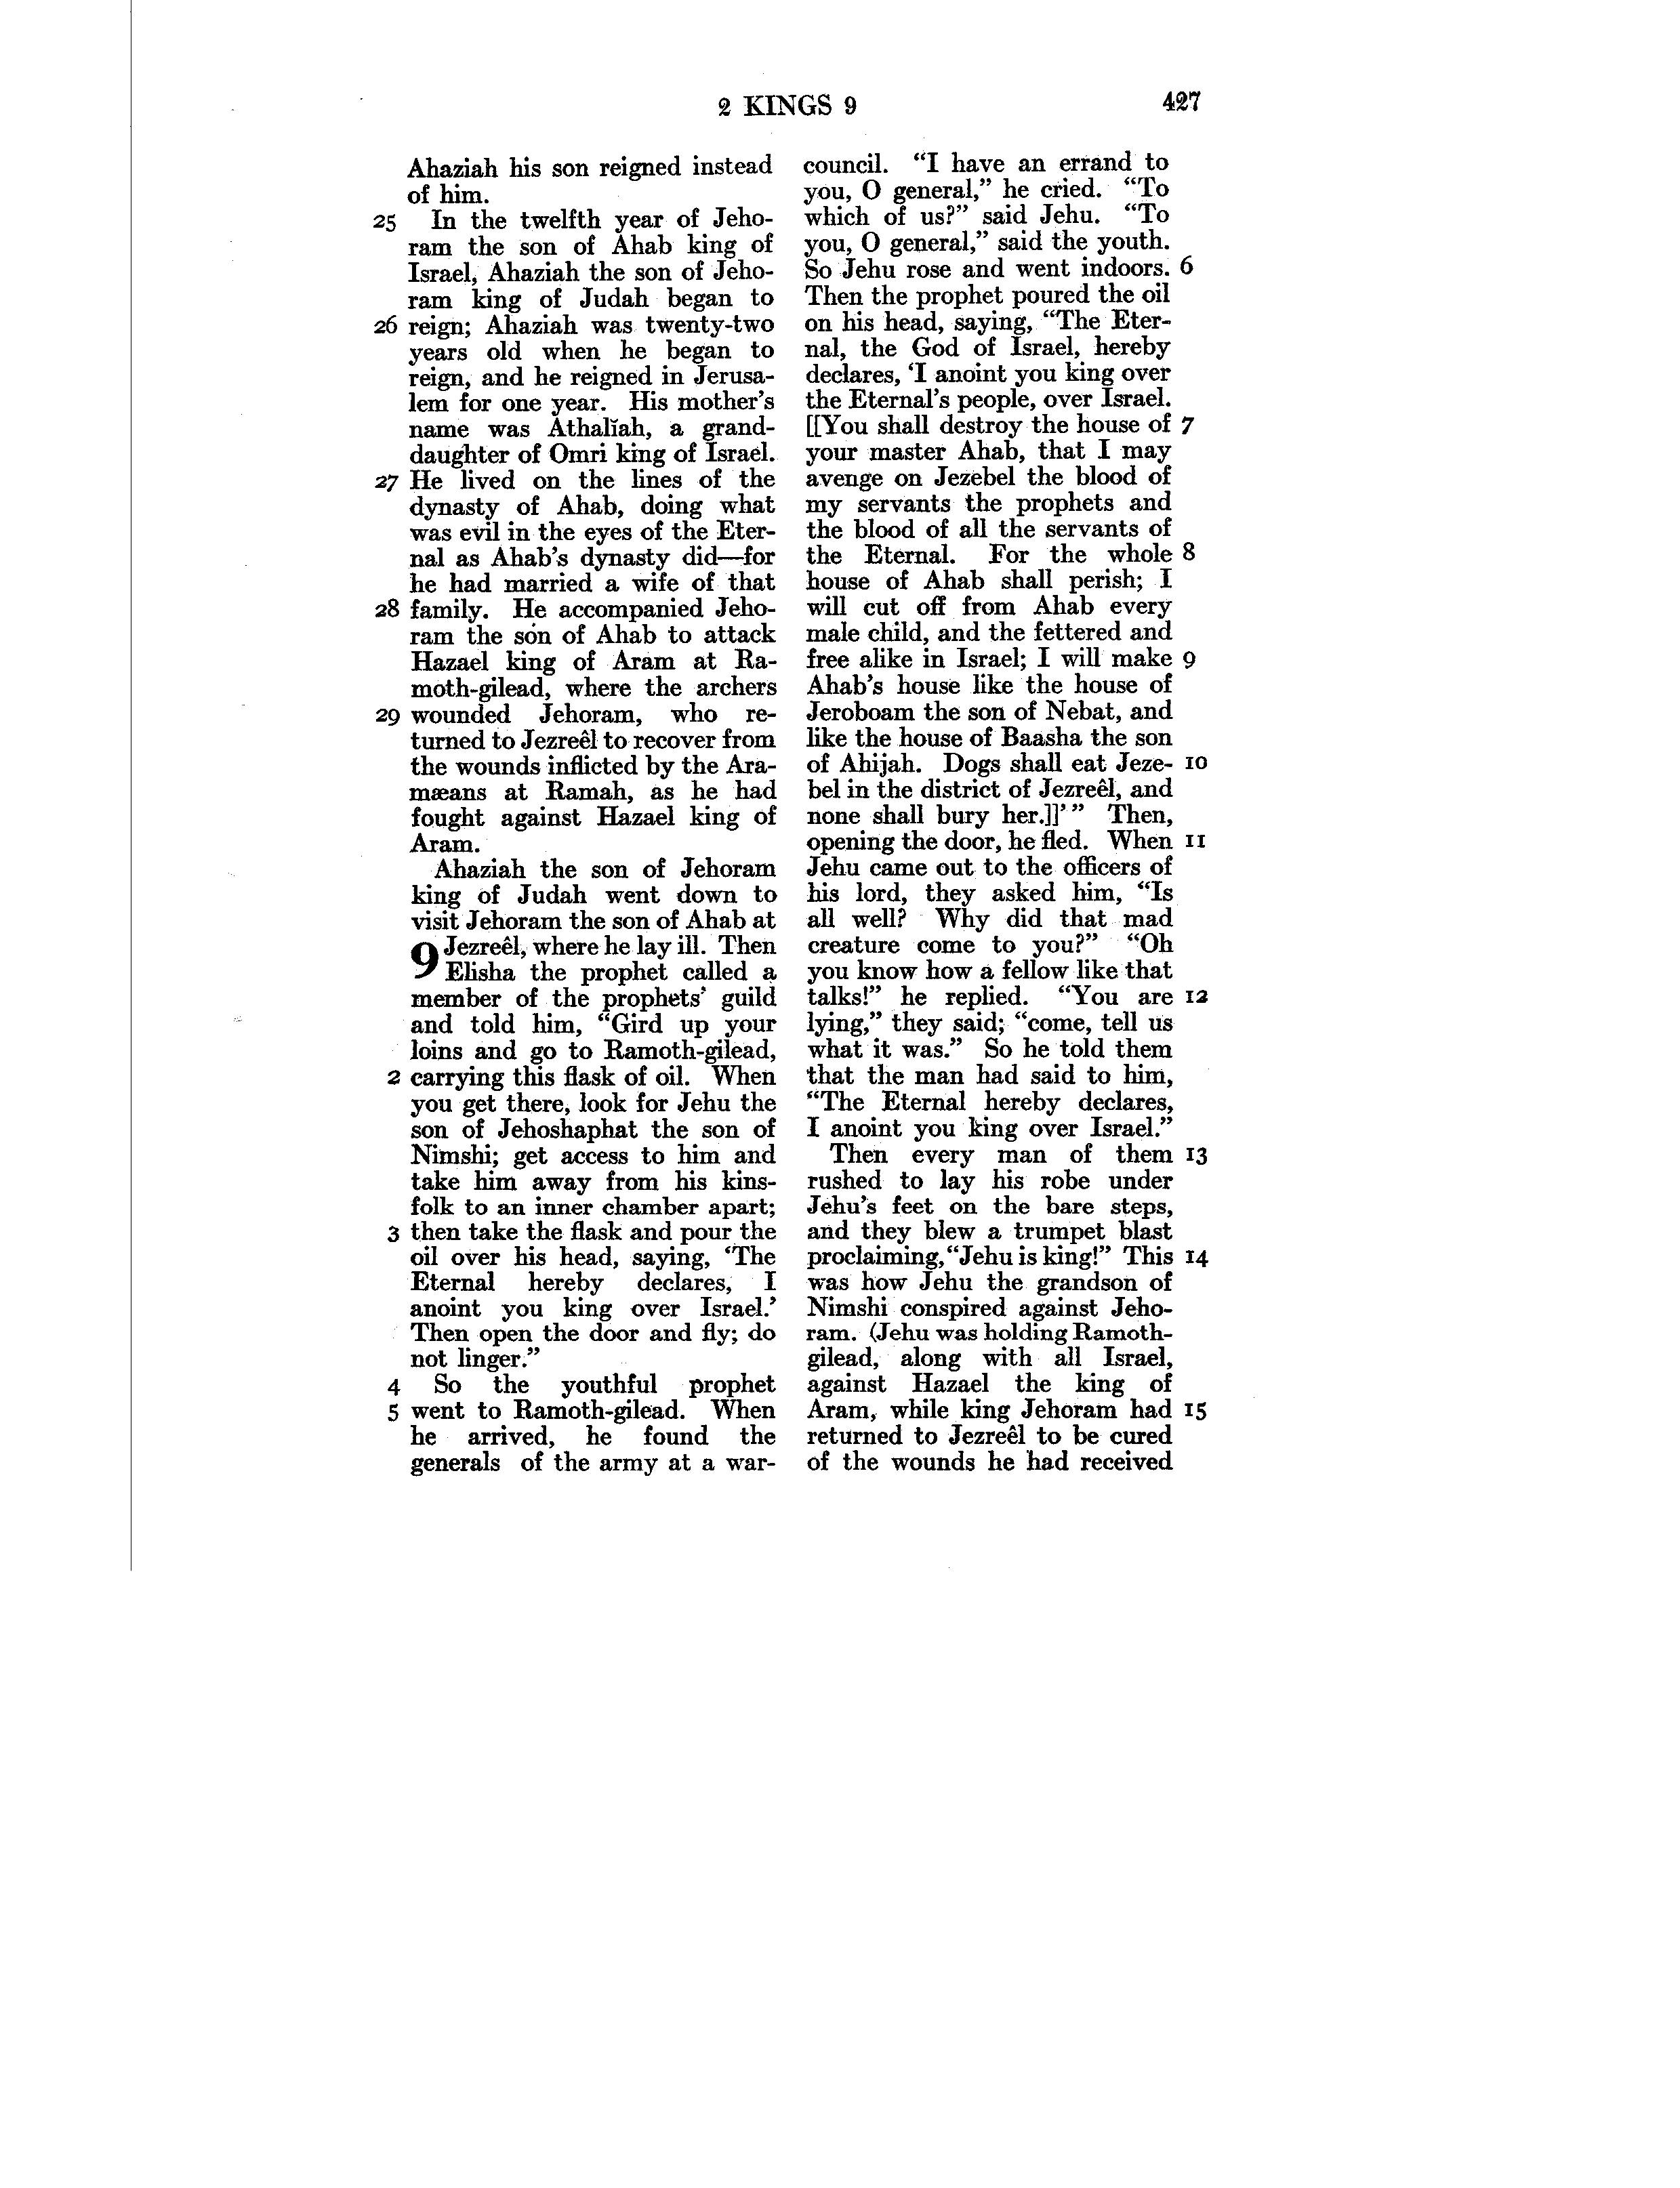 2 KINGS 9
427
Ahaziah his son reigned instead
of him.
25 In the twelfth year of Jeho-
ram the son of Ahab king of
Israel, Ahaziah the son of Jeho-
ram king of Judah began to
26 reign; Ahaziah was twenty-two
years old when he began to
reign, and he reigned in Jerusa-
lem for one year. His mother's
name was Athalĭah, a grand-
daughter of Omri king of Israel.
27 He lived on the lines of the
dynasty of Ahab, doing what
was evil in the eyes of the Eter-
nal as Ahab's dynasty did—for
he had married a wife of that
28 family. He accompanied Jeho-
ram the son of Ahab to attack
Hazael king of Aram at Ra-
moth-gilead, where the archers
29 wounded Jehoram, who re-
turned to Jezreêl to recover from
the wounds inflicted by the Ara-
mæans at Ramah, as he had
fought against Hazael king of
Aram.
Ahaziah the son of Jehoram
king of Judah went down to
visit Jehoram the son of Ahab at
9 Jezreêl, where he lay ill. Then
Elisha the prophet called a
member of the prophets' guild
and told him, “Gird up your
loins and go to Ramoth-gilead,
2 carrying this flask of oil. When
you get there, look for Jehu the
son of Jehoshaphat the son of
Nimshi; get access to him and
take him away from his kins-
folk to an inner chamber apart;
3 then take the flask and pour the
oil over his head, saying, ‘The
Eternal hereby declares, I
anoint you king over Israel.’
Then open the door and fly; do
not linger.”
4 So the youthful prophet
5 went to Ramoth-gilead. When
he arrived, he found the
generals of the army at a war-
council. “I have an errand to
you, O general,” he cried. “To
which of us?” said Jehu. “To
you, O general,” said the youth.
So Jehu rose and went indoors. 6
Then the prophet poured the oil
on his head, saying, “The Eter-
nal, the God of Israel, hereby
declares, ‘I anoint you king over
the Eternal's people, over Israel.
[[You shall destroy the house of 7
your master Ahab, that I may
avenge on Jezebel the blood of
my servants the prophets and
the blood of all the servants of
the Eternal. For the whole 8
house of Ahab shall perish; I
will cut off from Ahab every
male child, and the fettered and
free alike in Israel; I will make 9
Ahab's house like the house of
Jeroboam the son of Nebat, and
like the house of Baasha the son
of Ahijah. Dogs shall eat Jeze- 10
bel in the district of Jezreêl, and
none shall bury her.]]’” Then,
opening the door, he fled. When 11
Jehu came out to the officers of
his lord, they asked him, “Is
all well? Why did that mad
creature come to you?” “Oh
you know how a fellow like that
talks!” he replied. “You are 12
lying,” they said; “come, tell us
what it was.” So he told them
that the man had said to him,
“The Eternal hereby declares,
I anoint you king over Israel.”
Then every man of them 13
rushed to lay his robe under
Jehu's feet on the bare steps,
and they blew a trumpet blast
proclaiming, “Jehu is king!” This 14
was how Jehu the grandson of
Nimshi conspired against Jeho-
ram. (Jehu was holding Ramoth-
gilead, along with all Israel,
against Hazael the king of
Aram, while king Jehoram had 15
returned to Jezreêl to be cured
of the wounds he had received